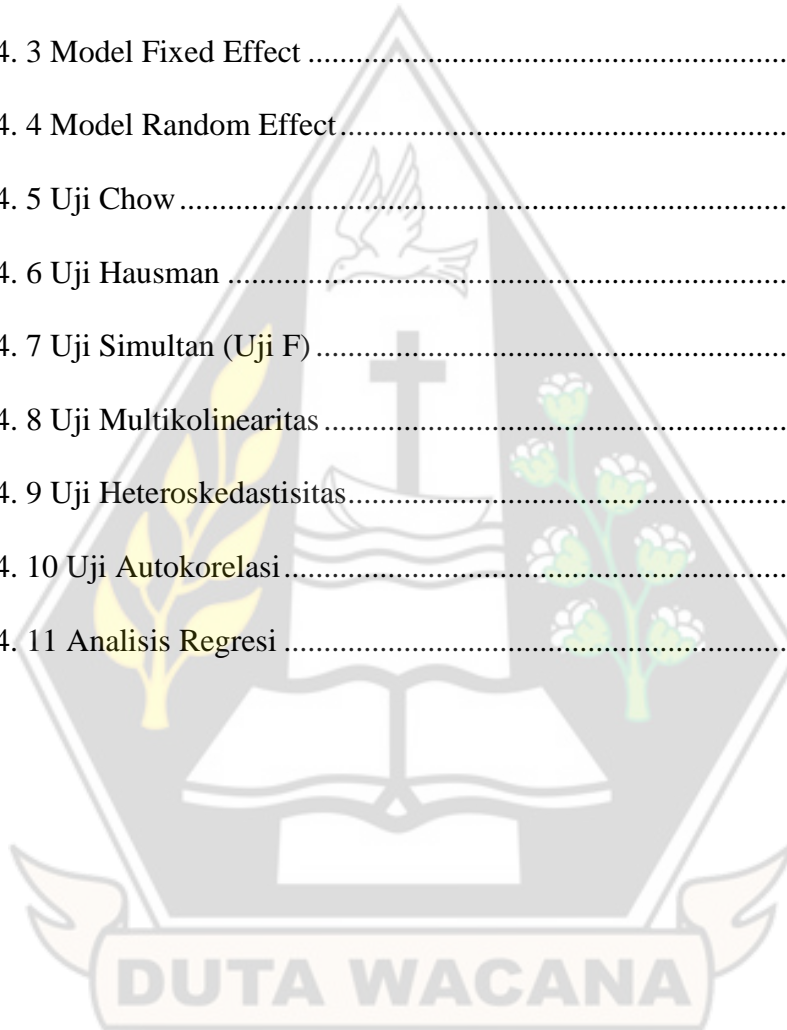 4. 3 Model Fixed Effect ..........................................................
4. 4 Model Random Effect ......................................................
4. 5 Uji Chow ...........................................................................
4. 6 Uji Hausman .....................................................................
4. 7 Uji Simultan (Uji F) ..........................................................
4. 8 Uji Multikolinearitas .........................................................
4. 9 Uji Heteroskedastisitas .....................................................
4. 10 Uji Autokorelasi ..............................................................
4. 11 Analisis Regresi ..............................................................
DUTA WACANA